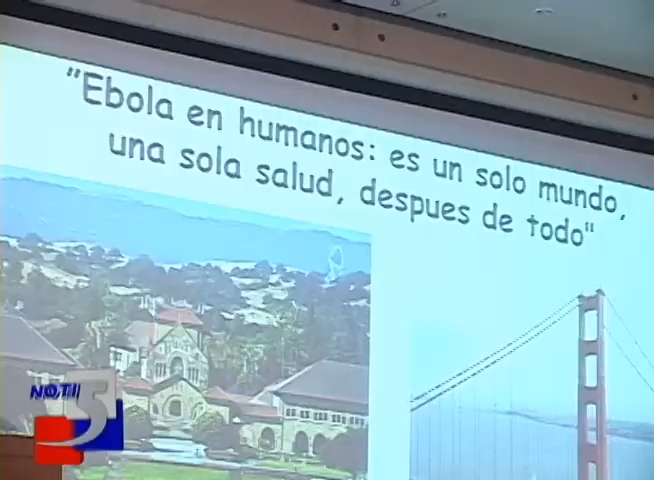 "Ebola en humanos: es un solo mundo,
una sola salud, despues de todo"
NOTI
5